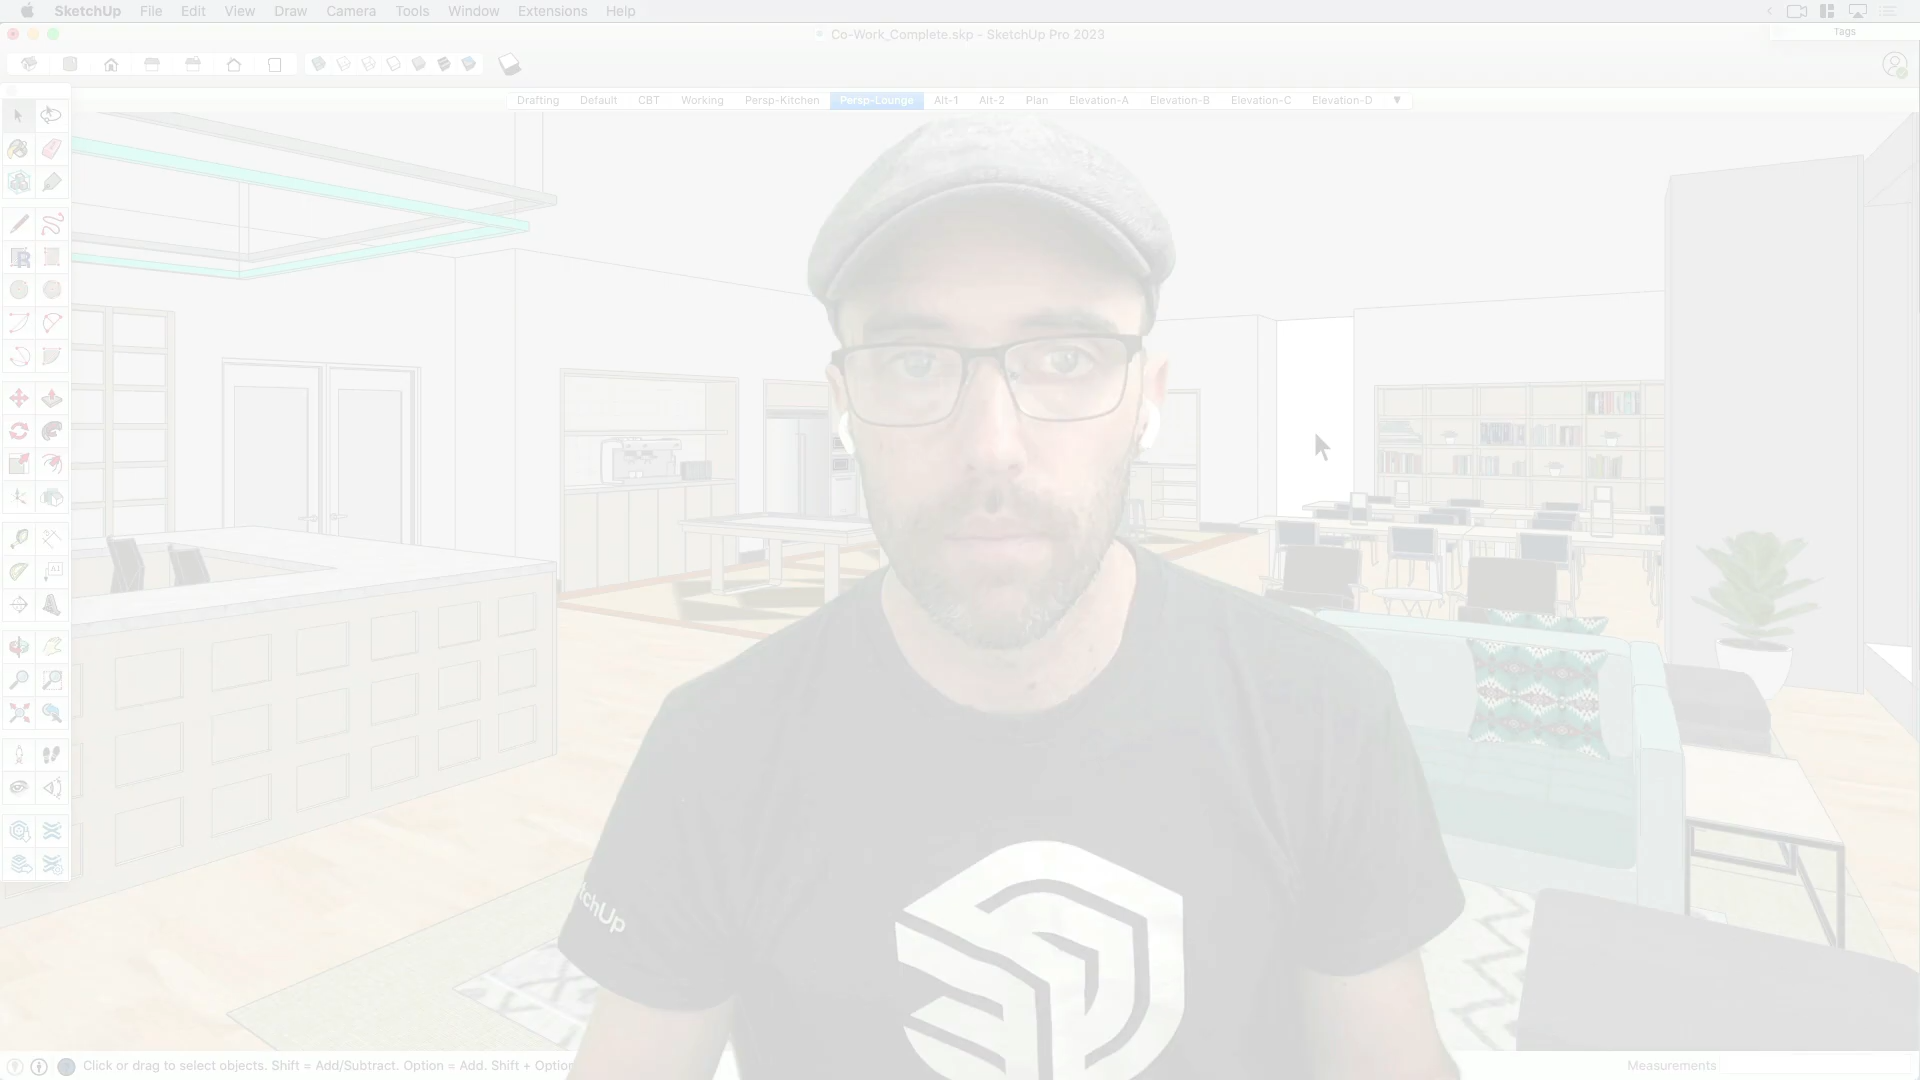 SketchUp File Edit View Draw Camera Tools Window Extensions Help
Co-Work_Complete.skp - SketchUp Pro 2023
Tags
Drafting Default CBT Working Persp-Kitchen Persp-Lounge Alt-1 Alt-2 Plan Elevation-A Elevation-B Elevation-C Elevation-D
tchUp
Click or drag to select objects. Shift = Add/Subtract. Option = Add. Shift + Option
Measurements